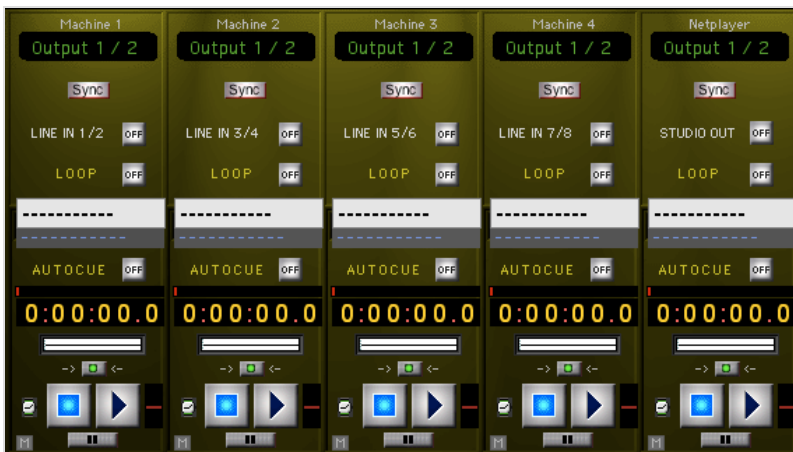 Machine 1
Output 1 / 2
Sync
LINE IN 1/2 OFF
LOOP OFF
-----------
-----------
AUTOCUE OFF
0:00:00.0
-> <-
M
Machine 2
Output 1 / 2
Sync
LINE IN 3/4 OFF
LOOP OFF
-----------
-----------
AUTOCUE OFF
0:00:00.0
-> <-
M
Machine 3
Output 1 / 2
Sync
LINE IN 5/6 OFF
LOOP OFF
-----------
-----------
AUTOCUE OFF
0:00:00.0
-> <-
M
Machine 4
Output 1 / 2
Sync
LINE IN 7/8 OFF
LOOP OFF
-----------
-----------
AUTOCUE OFF
0:00:00.0
-> <-
M
Netplayer
Output 1 / 2
Sync
STUDIO OUT OFF
LOOP OFF
-----------
-----------
AUTOCUE OFF
0:00:00.0
-> <-
M